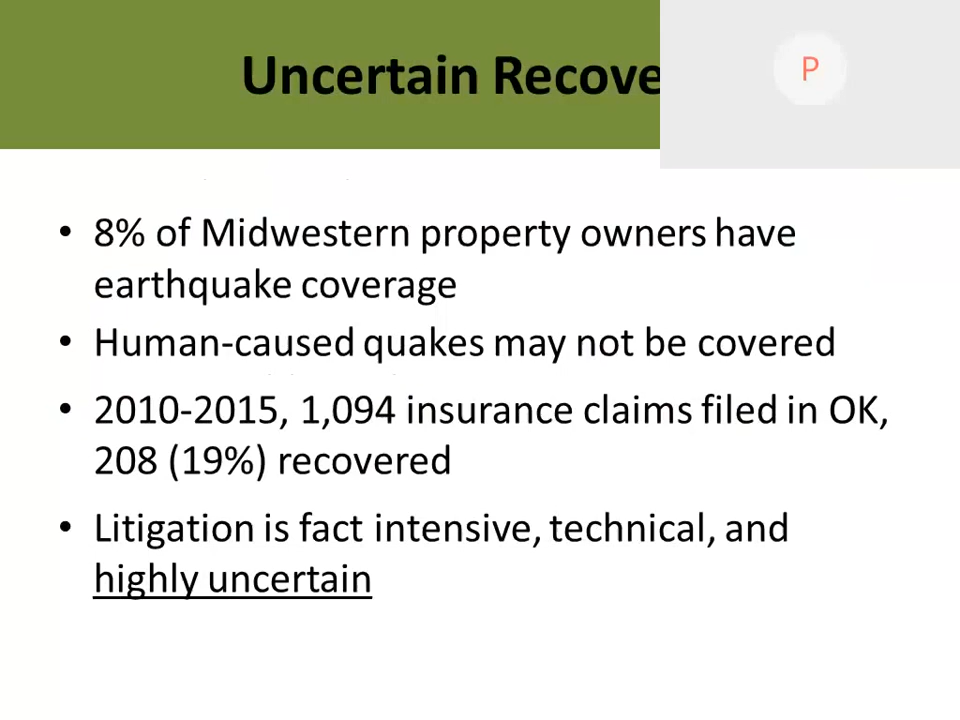 Uncertain Recove
P
• 8% of Midwestern property owners have
earthquake coverage
• Human-caused quakes may not be covered
• 2010-2015, 1,094 insurance claims filed in OK,
208 (19%) recovered
• Litigation is fact intensive, technical, and
highly uncertain